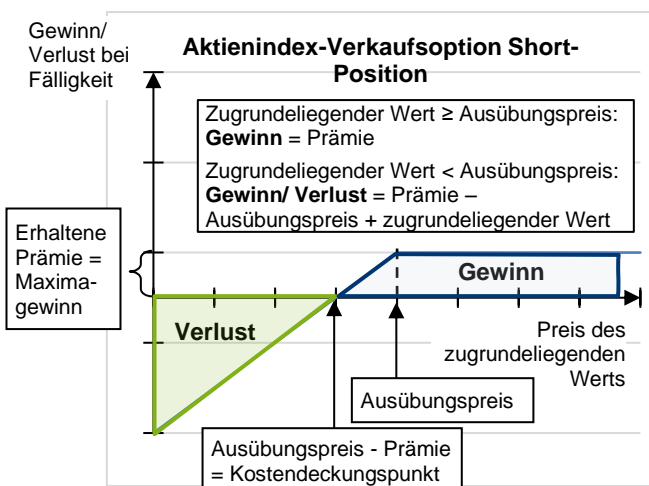 Gewinn/
Verlust bei
Fälligkeit
Aktienindex-Verkaufsoption Short-
Position
Zugrundeliegender Wert ≥ Ausübungspreis:
Gewinn = Prämie
Zugrundeliegender Wert < Ausübungspreis:
Gewinn/ Verlust = Prämie –
Ausübungspreis + zugrundeliegender Wert
Erhaltene
Prämie =
Maxima-
gewinn
Gewinn
Verlust
Preis des
zugrundeliegenden
Werts
Ausübungspreis
Ausübungspreis - Prämie
= Kostendeckungspunkt